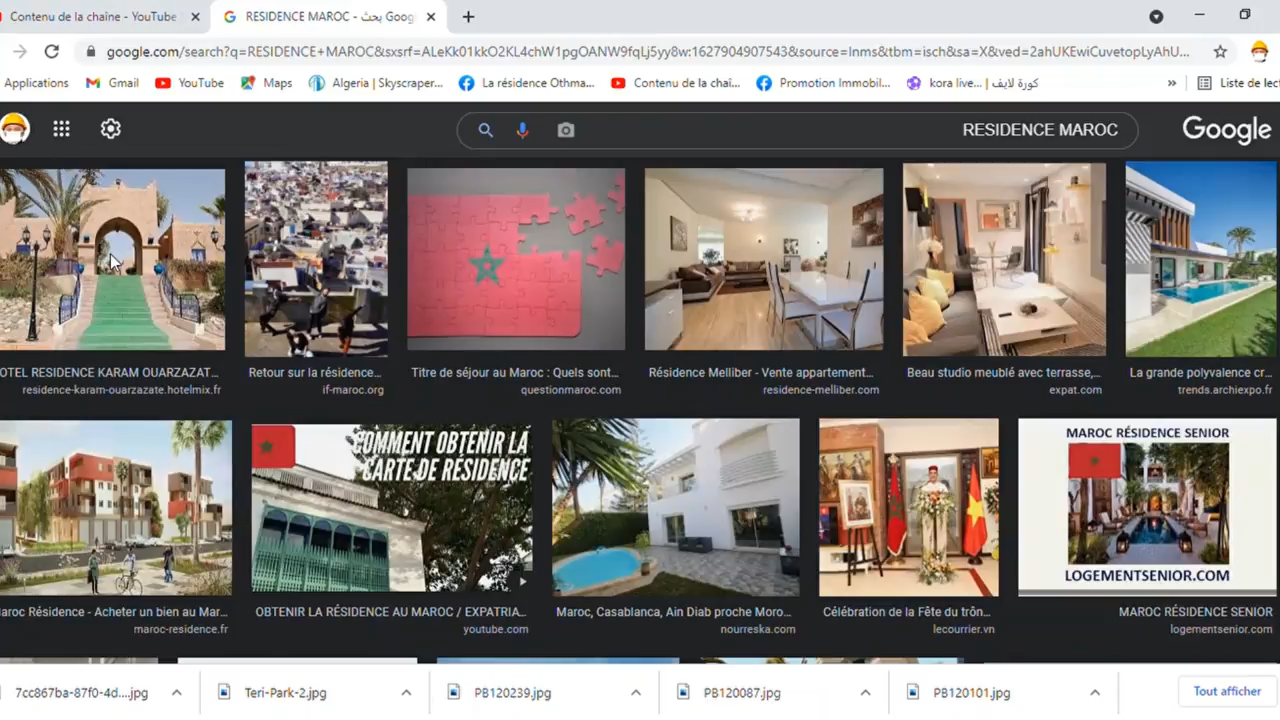 Contenu de la chaîne - YouTube
RESIDENCE MAROC - بحث Goog
google.com/search?q=RESIDENCE+MAROC&sxsrf=ALeKk01kkO2KL4chW1pgOANW9fqLj5yy8w:1627904907543&source=lnms&tbm=isch&sa=X&ved=2ahUKEwiCuvetopLyAhU...
Applications
Gmail
YouTube
Maps
Algeria | Skyscraper...
La résidence Othma...
Contenu de la chaî...
Promotion Immobil...
kora live... | كورة لايف
»
Liste de lect
RESIDENCE MAROC
Google
OTEL RESIDENCE KARAM OUARZAZAT...
residence-karam-ouarzazate.hotelmix.fr
Retour sur la résidence...
if-maroc.org
Titre de séjour au Maroc : Quels sont...
questionmaroc.com
Résidence Melliber - Vente appartement...
residence-melliber.com
Beau studio meublé avec terrasse,...
expat.com
La grande polyvalence cr...
trends.archiexpo.fr
COMMENT OBTENIR LA
CARTE DE RÉSIDENCE
MAROC RÉSIDENCE SENIOR
LOGEMENTSENIOR.COM
aroc Résidence - Acheter un bien au Mar...
maroc-residence.fr
OBTENIR LA RÉSIDENCE AU MAROC / EXPATRIA...
youtube.com
Maroc, Casablanca, Ain Diab proche Moro...
nourreska.com
Célébration de la Fête du trôn...
lecourrier.vn
MAROC RÉSIDENCE SENIOR
logementsenior.com
7cc867ba-87f0-4d....jpg
Teri-Park-2.jpg
PB120239.jpg
PB120087.jpg
PB120101.jpg
Tout afficher